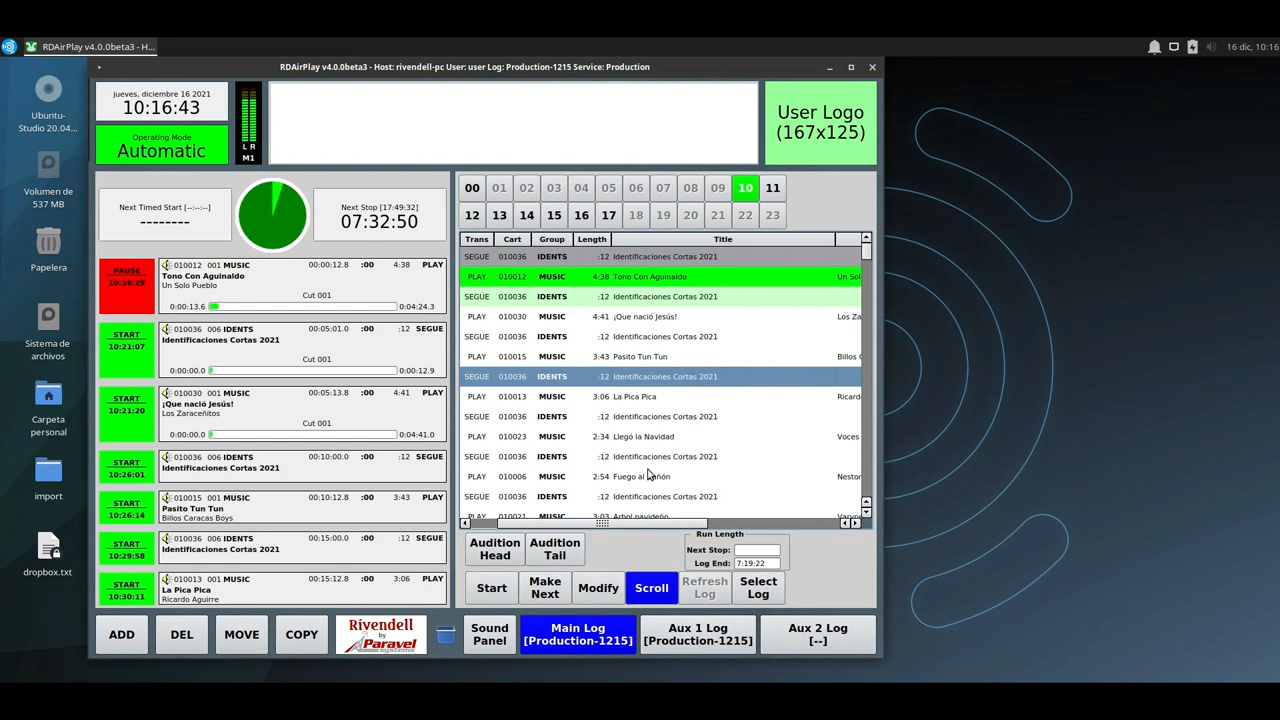 RDAirPlay v4.0.0beta3 - H...
16 dic, 10:16
RDAirPlay v4.0.0beta3 - Host: rivendell-pc User: user Log: Production-1215 Service: Production
Ubuntu-
Studio 20.04...
Volumen de
537 MB
Papelera
Sistema de
archivos
Carpeta
personal
import
dropbox.txt
jueves, diciembre 16 2021
10:16:43
Operating Mode
Automatic
L R
M1
User Logo
(167x125)
Next Timed Start [--:--:--]
--------
Next Stop [17:49:32]
07:32:50
PAUSE
10:16:29
010012 001 MUSIC 00:00:12.8 :00 4:38 PLAY
Tono Con Aguinaldo
Un Solo Pueblo
Cut 001
0:00:13.6 0:04:24.3
START
10:21:07
010036 006 IDENTS 00:05:01.0 :00 :12 SEGUE
Identificaciones Cortas 2021
Cut 001
0:00:00.0 0:00:12.9
START
10:21:20
010030 001 MUSIC 00:05:13.8 :00 4:41 PLAY
¡Que nació Jesús!
Los Zaraceñitos
Cut 001
0:00:00.0 0:04:41.0
START
10:26:01
010036 006 IDENTS 00:10:00.0 :00 :12 SEGUE
Identificaciones Cortas 2021
START
10:26:14
010015 001 MUSIC 00:10:12.8 :00 3:43 PLAY
Pasito Tun Tun
Billos Caracas Boys
START
10:29:58
010036 006 IDENTS 00:15:00.0 :00 :12 SEGUE
Identificaciones Cortas 2021
START
10:30:11
010013 001 MUSIC 00:15:12.8 :00 3:06 PLAY
La Pica Pica
Ricardo Aguirre
00 01 02 03 04 05 06 07 08 09 10 11
12 13 14 15 16 17 18 19 20 21 22 23
Trans Cart Group Length Title
SEGUE 010036 IDENTS :12 Identificaciones Cortas 2021
PLAY 010012 MUSIC 4:38 Tono Con Aguinaldo Un Sol
SEGUE 010036 IDENTS :12 Identificaciones Cortas 2021
PLAY 010030 MUSIC 4:41 ¡Que nació Jesús! Los Za
SEGUE 010036 IDENTS :12 Identificaciones Cortas 2021
PLAY 010015 MUSIC 3:43 Pasito Tun Tun Billos C
SEGUE 010036 IDENTS :12 Identificaciones Cortas 2021
PLAY 010013 MUSIC 3:06 La Pica Pica Ricard
SEGUE 010036 IDENTS :12 Identificaciones Cortas 2021
PLAY 010023 MUSIC 2:34 Llegó la Navidad Voces
SEGUE 010036 IDENTS :12 Identificaciones Cortas 2021
PLAY 010006 MUSIC 2:54 Fuego al Nestor
SEGUE 010036 IDENTS :12 Identificaciones Cortas 2021
PLAY 010021 MUSIC 3:03 Arbol navideño
Audition
Head
Audition
Tail
Run Length
Next Stop:
Log End: 7:19:22
Start
Make
Next
Modify
Scroll
Refresh
Log
Select
Log
ADD
DEL
MOVE
COPY
Rivendell
by
Paravel
systems
Sound
Panel
Main Log
[Production-1215]
Aux 1 Log
[Production-1215]
Aux 2 Log
[--]